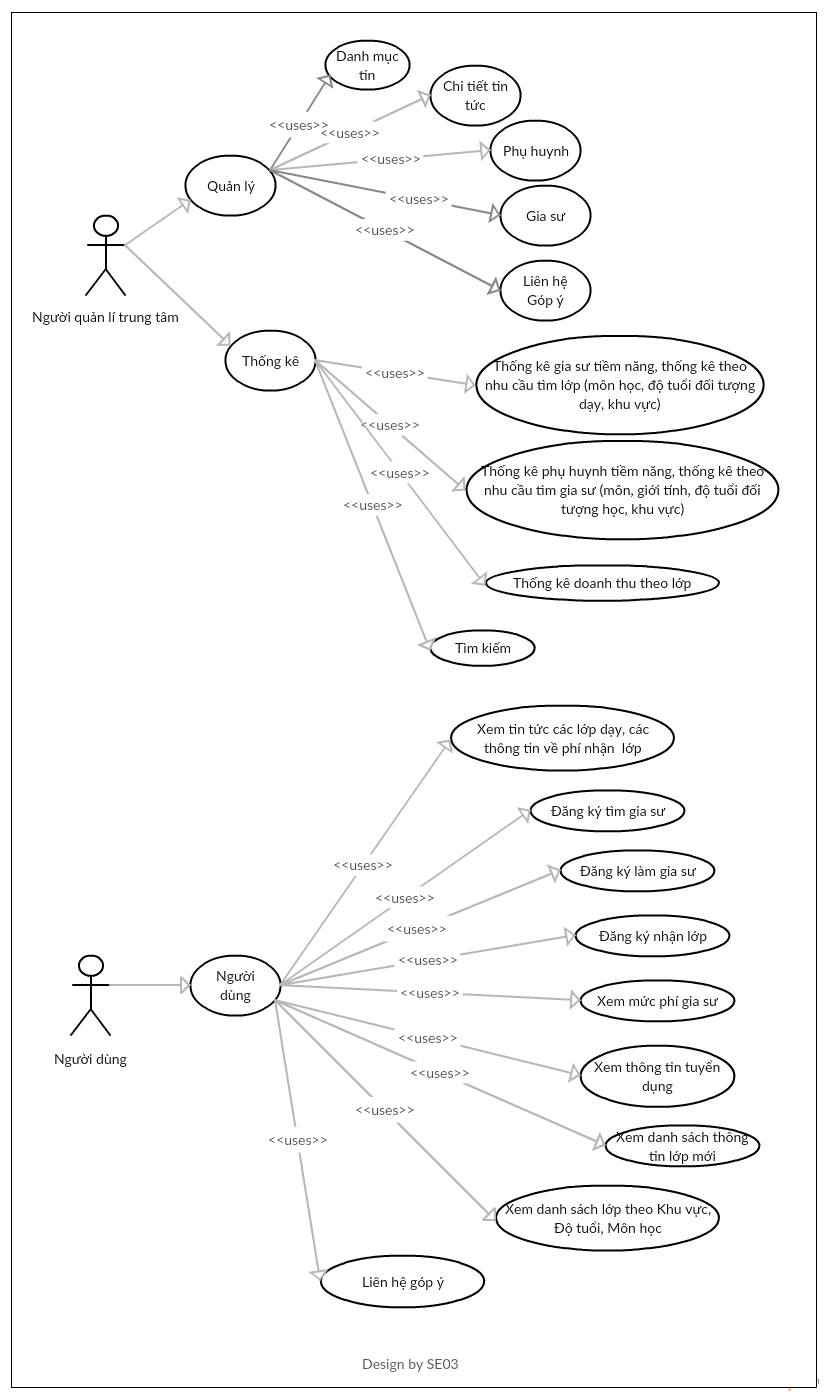 Danh mục
tin
Chi tiết tin
tức
<<uses>>
<<uses>>
Phụ huynh
<<uses>>
Quản lý
<<uses>>
Gia sư
<<uses>>
Liên hệ
Góp ý
Người quản lí trung tâm
Thống kê
<<uses>>
Thống kê gia sư tiềm năng, thống kê theo
nhu cầu tìm lớp (môn học, độ tuổi đối tượng
dạy, khu vực)
<<uses>>
Thống kê phụ huynh tiềm năng, thống kê theo
nhu cầu tìm gia sư (môn, giới tính, độ tuổi đối
tượng học, khu vực)
<<uses>>
<<uses>>
Thống kê doanh thu theo lớp
Tìm kiếm
Xem tin tức các lớp dạy, các
thông tin về phí nhận lớp
Đăng ký tìm gia sư
<<uses>>
Đăng ký làm gia sư
<<uses>>
<<uses>>
Đăng ký nhận lớp
<<uses>>
Người
dùng
<<uses>>
Xem mức phí gia sư
<<uses>>
Người dùng
Xem thông tin tuyển
dụng
<<uses>>
<<uses>>
<<uses>>
Xem danh sách thông
tin lớp mới
Xem danh sách lớp theo Khu vực,
Độ tuổi, Môn học
Liên hệ góp ý
Design by SE03